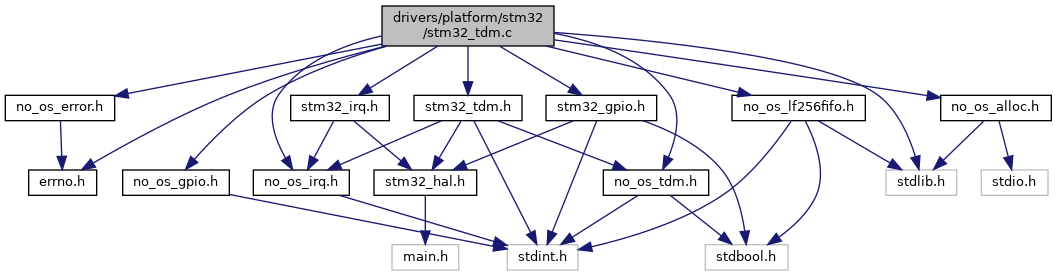 drivers/platform/stm32
/stm32_tdm.c
no_os_error.h
stm32_irq.h
stm32_tdm.h
stm32_gpio.h
no_os_lf256fifo.h
no_os_alloc.h
errno.h
no_os_gpio.h
no_os_irq.h
stm32_hal.h
no_os_tdm.h
stdlib.h
stdio.h
main.h
stdint.h
stdbool.h